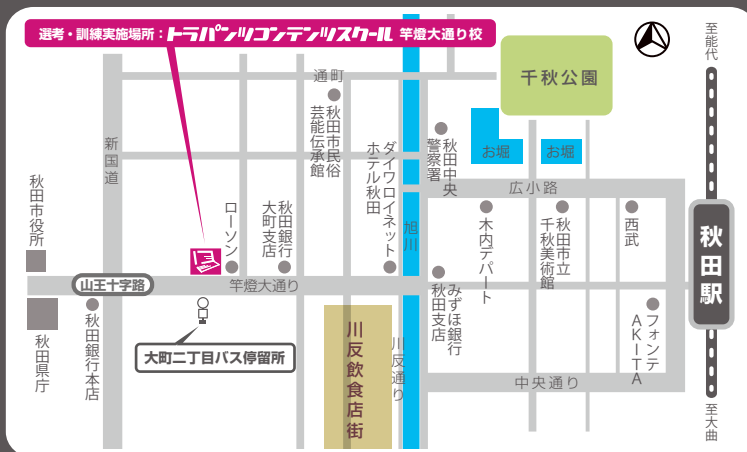 選考・訓練実施場所：トラパンツコンテンツスクール 竿燈大通り校
至能代
千秋公園
通町
秋田市民俗
芸能伝承館
新国道
秋田中央
警察署
お堀
お堀
ダイワロイネット
ホテル秋田
広小路
秋田市役所
ローソン
秋田銀行
大町支店
旭川
木内デパート
秋田市立
千秋美術館
西武
秋田駅
山王十字路
竿燈大通り
みずほ銀行
秋田支店
フォンテ
AKITA
秋田県庁
秋田銀行本店
大町二丁目バス停留所
川反飲食店街
川反通り
中央通り
至大曲